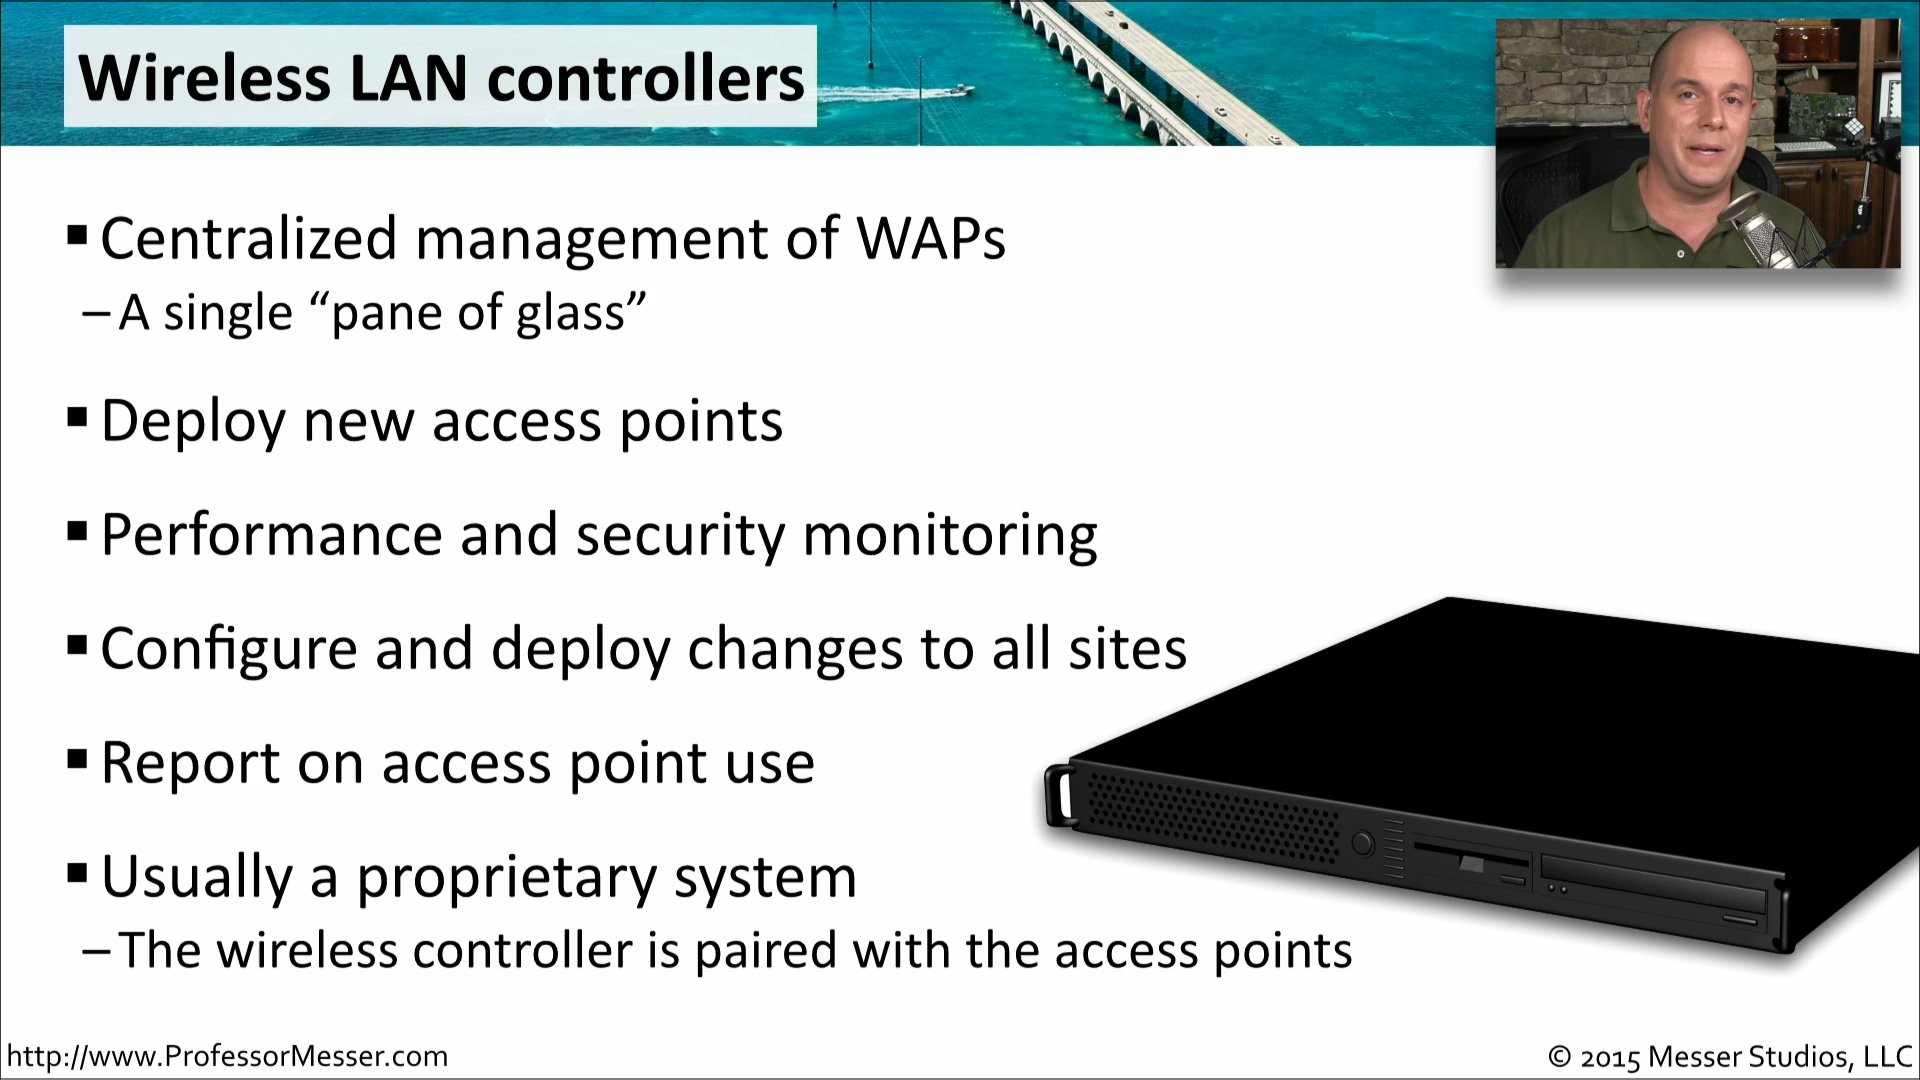 Wireless LAN controllers
▪ Centralized management of WAPs
– A single “pane of glass”
▪ Deploy new access points
▪ Performance and security monitoring
▪ Configure and deploy changes to all sites
▪ Report on access point use
▪ Usually a proprietary system
– The wireless controller is paired with the access points
http://www.ProfessorMesser.com
© 2015 Messer Studios, LLC